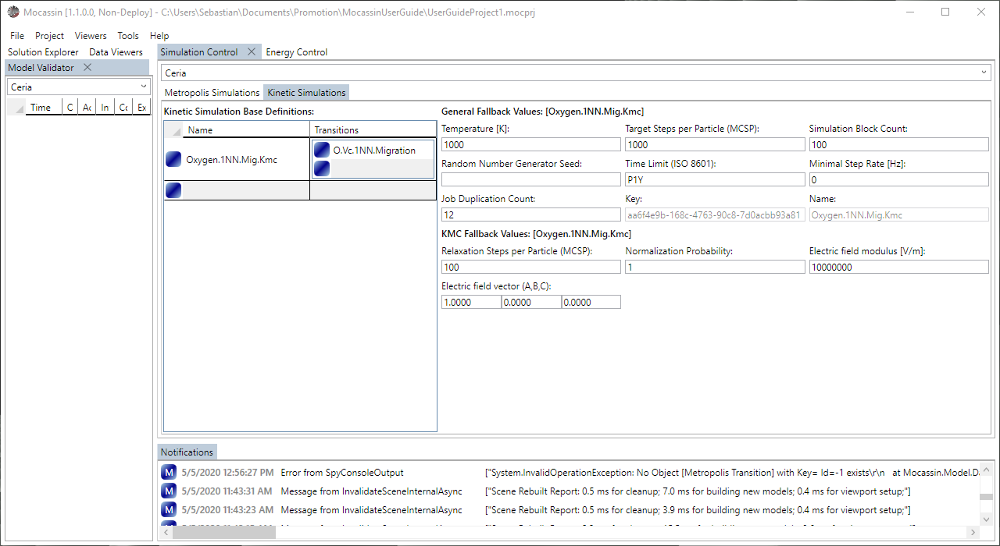 Mocassin [1.1.0.0, Non-Deploy] - C:\Users\Sebastian\Documents\Promotion\MocassinUserGuide\UserGuideProject1.mocprj
File Project Viewers Tools Help
Solution Explorer Data Viewers
Model Validator
Ceria
Time C Ac In Cc Ex
Simulation Control Energy Control
Ceria
Metropolis Simulations Kinetic Simulations
Kinetic Simulation Base Definitions:
Name Transitions
Oxygen.1NN.Mig.Kmc O.Vc.1NN.Migration
General Fallback Values: [Oxygen.1NN.Mig.Kmc]
Temperature [K]: Target Steps per Particle (MCSP): Simulation Block Count:
1000 1000 100
Random Number Generator Seed: Time Limit (ISO 8601): Minimal Step Rate [Hz]:
P1Y 0
Job Duplication Count: Key: Name:
12 aa6f4e9b-168c-4763-90c8-7d0acbb93a81 Oxygen.1NN.Mig.Kmc
KMC Fallback Values: [Oxygen.1NN.Mig.Kmc]
Relaxation Steps per Particle (MCSP): Normalization Probability: Electric field modulus [V/m]:
100 1 10000000
Electric field vector (A,B,C):
1.0000 0.0000 0.0000
Notifications
M 5/5/2020 12:56:27 PM Error from SpyConsoleOutput ["System.InvalidOperationException: No Object [Metropolis Transition] with Key= Id=-1 exists\r\n at Mocassin.Model.D
M 5/5/2020 11:43:31 AM Message from InvalidateSceneInternalAsync ["Scene Rebuilt Report: 0.5 ms for cleanup; 7.0 ms for building new models; 0.4 ms for viewport setup;"]
M 5/5/2020 11:43:23 AM Message from InvalidateSceneInternalAsync ["Scene Rebuilt Report: 0.5 ms for cleanup; 3.9 ms for building new models; 0.4 ms for viewport setup;"]